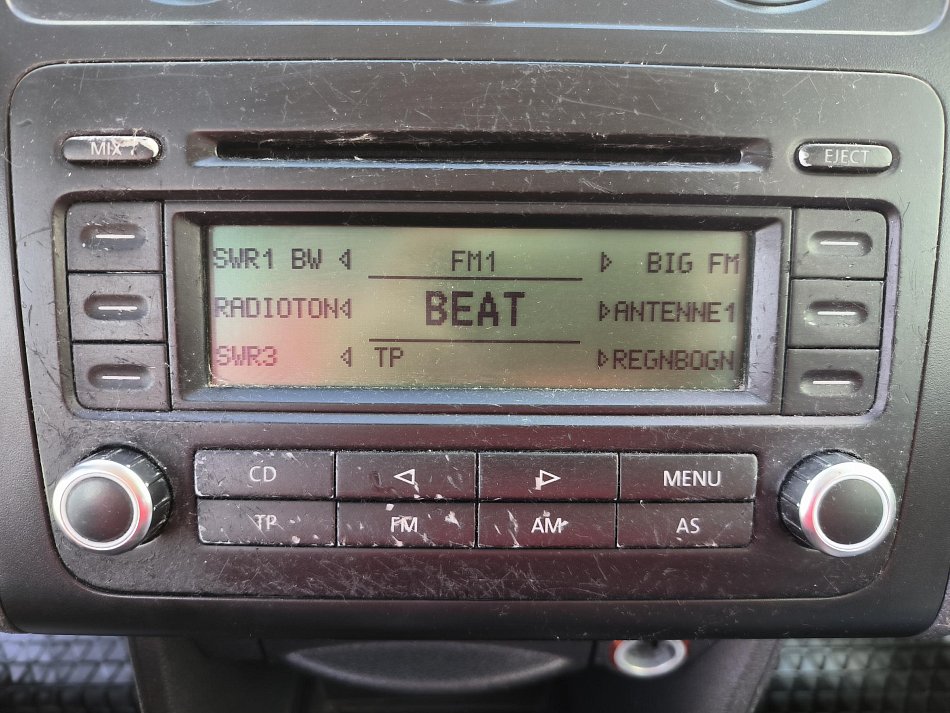 MIX
EJECT
SWR1 BW FM1 BIG FM
RADIOTON BEAT ANTENNE1
SWR3 TP REGNBOGN
CD MENU
TP FM AM AS